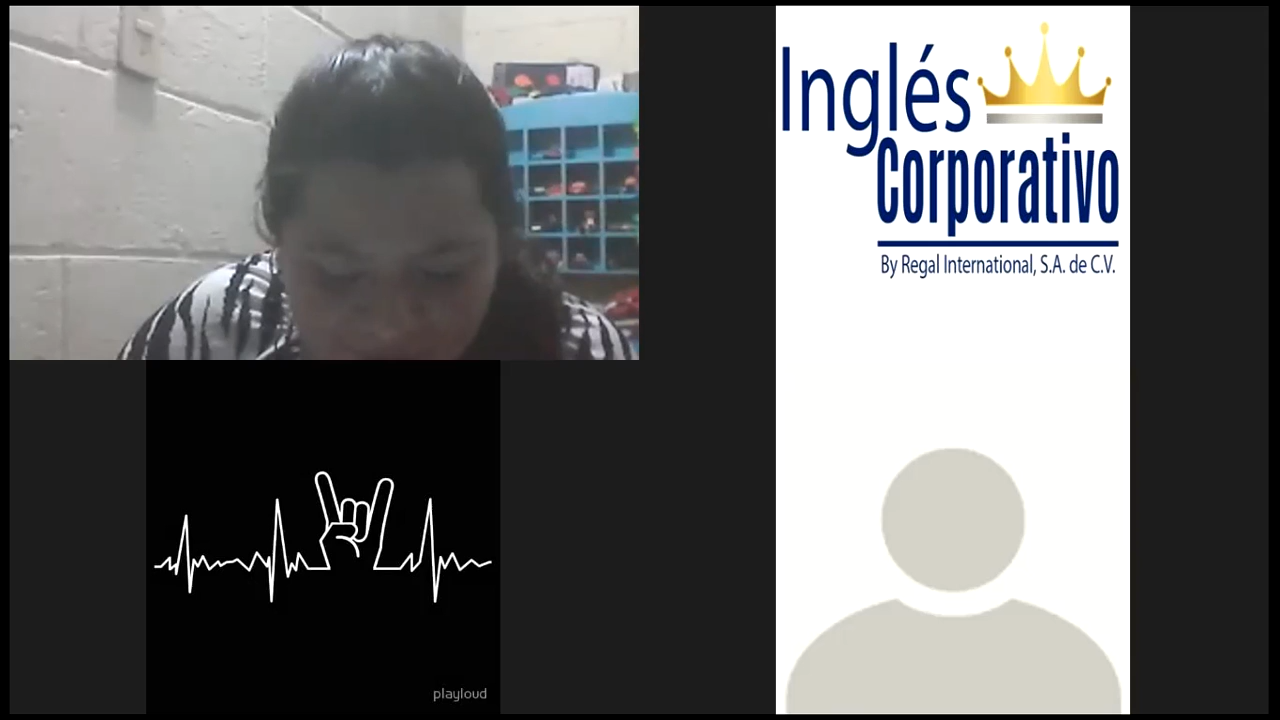 Inglés
Corporativo
By Regal International, S.A. de C.V.
playloud